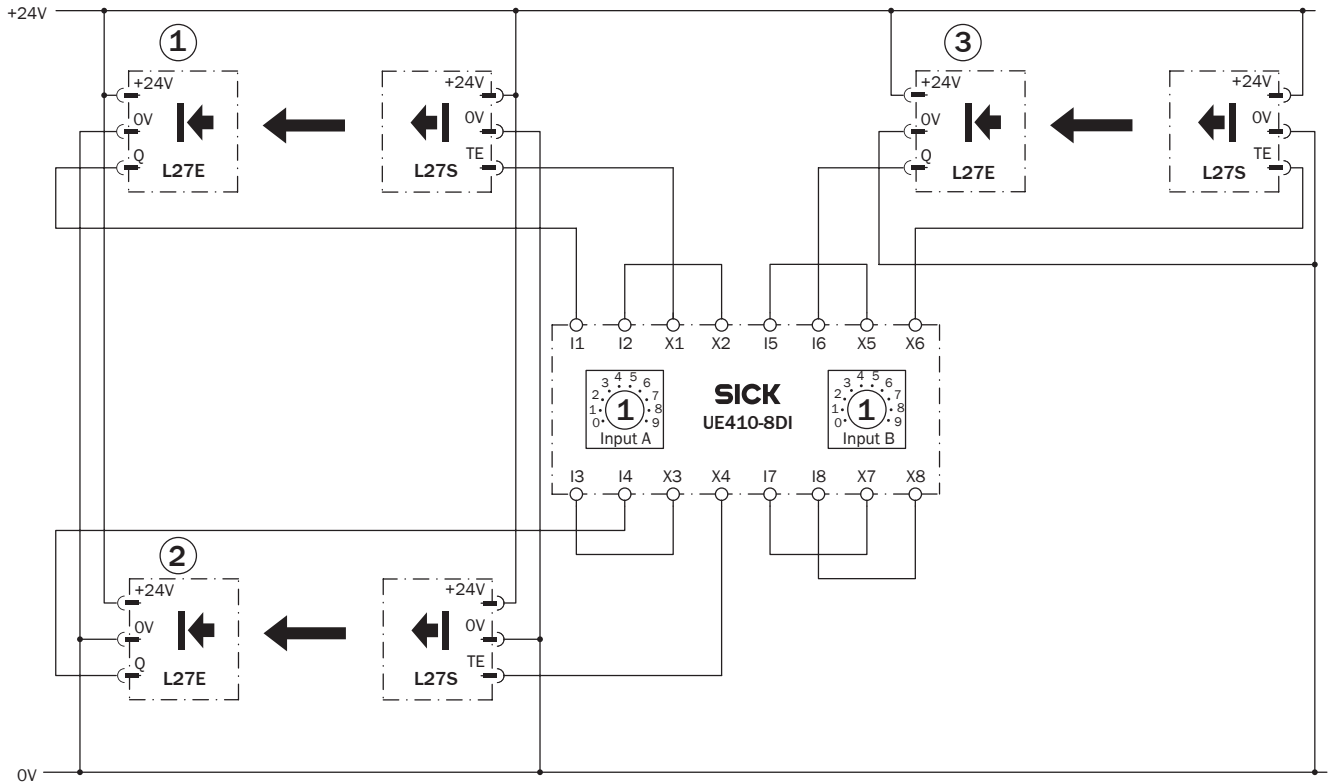 +24V
1
3
+24V
0V
Q
L27E
+24V
0V
TE
L27S
+24V
0V
Q
L27E
+24V
0V
TE
L27S
I1 I2 X1 X2 I5 I6 X5 X6
0 1 2 3 4 5 6 7 8 9
1
Input A
SICK
UE410-8DI
0 1 2 3 4 5 6 7 8 9
1
Input B
I3 I4 X3 X4 I7 I8 X7 X8
2
+24V
0V
Q
L27E
+24V
0V
TE
L27S
0V